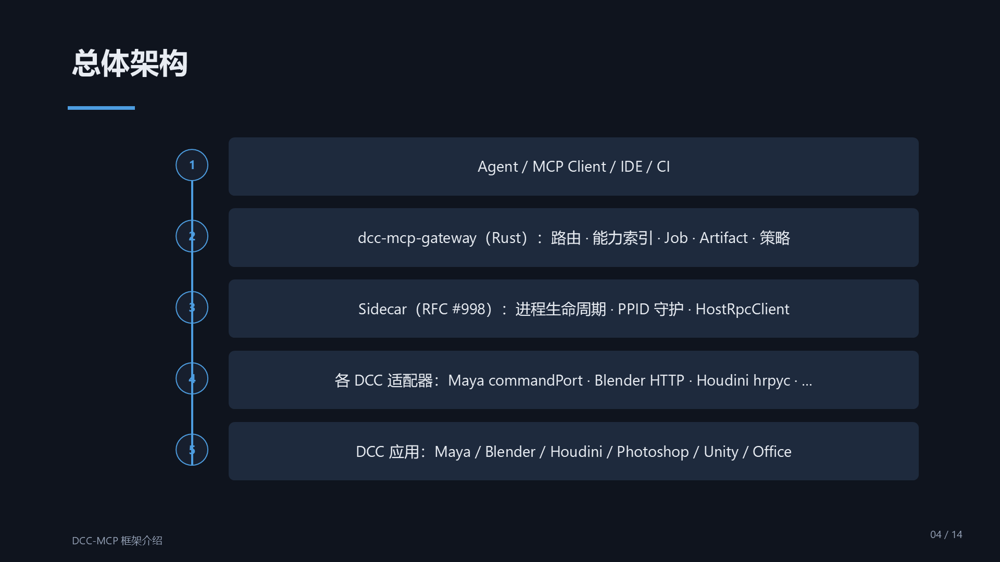 总体架构
1
Agent / MCP Client / IDE / CI
2
dcc-mcp-gateway（Rust）：路由 · 能力索引 · Job · Artifact · 策略
3
Sidecar（RFC #998）：进程生命周期 · PPID 守护 · HostRpcClient
4
各 DCC 适配器：Maya commandPort · Blender HTTP · Houdini hrpyc · …
5
DCC 应用：Maya / Blender / Houdini / Photoshop / Unity / Office
DCC-MCP 框架介绍
04 / 14